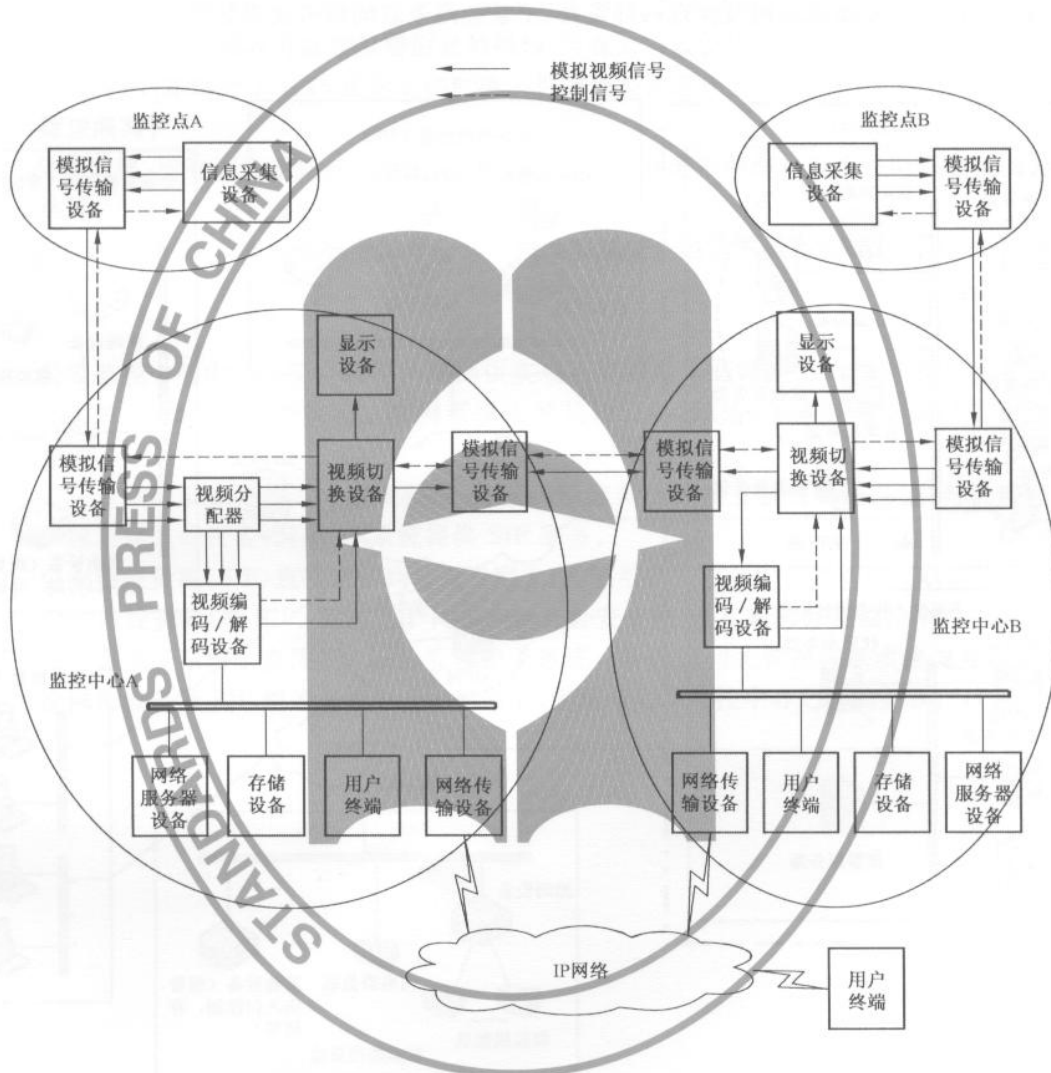 模拟视频信号
控制信号
监控点A
模拟信
号传输
设备
信息采集
设备
监控点B
信息采集
设备
模拟信
号传输
设备
显示
设备
模拟信
号传输
设备
视频分
配器
视频切
换设备
模拟信
号传输
设备
视频编
码/解
码设备
监控中心A
网络
服务器
设备
存储
设备
用户
终端
网络传
输设备
显示
设备
模拟信
号传输
设备
视频切
换设备
模拟信
号传输
设备
视频编
码/解
码设备
监控中心B
网络传
输设备
用户
终端
存储
设备
网络
服务器
设备
IP网络
用户
终端
STANDARDS PRESS OF CHINA